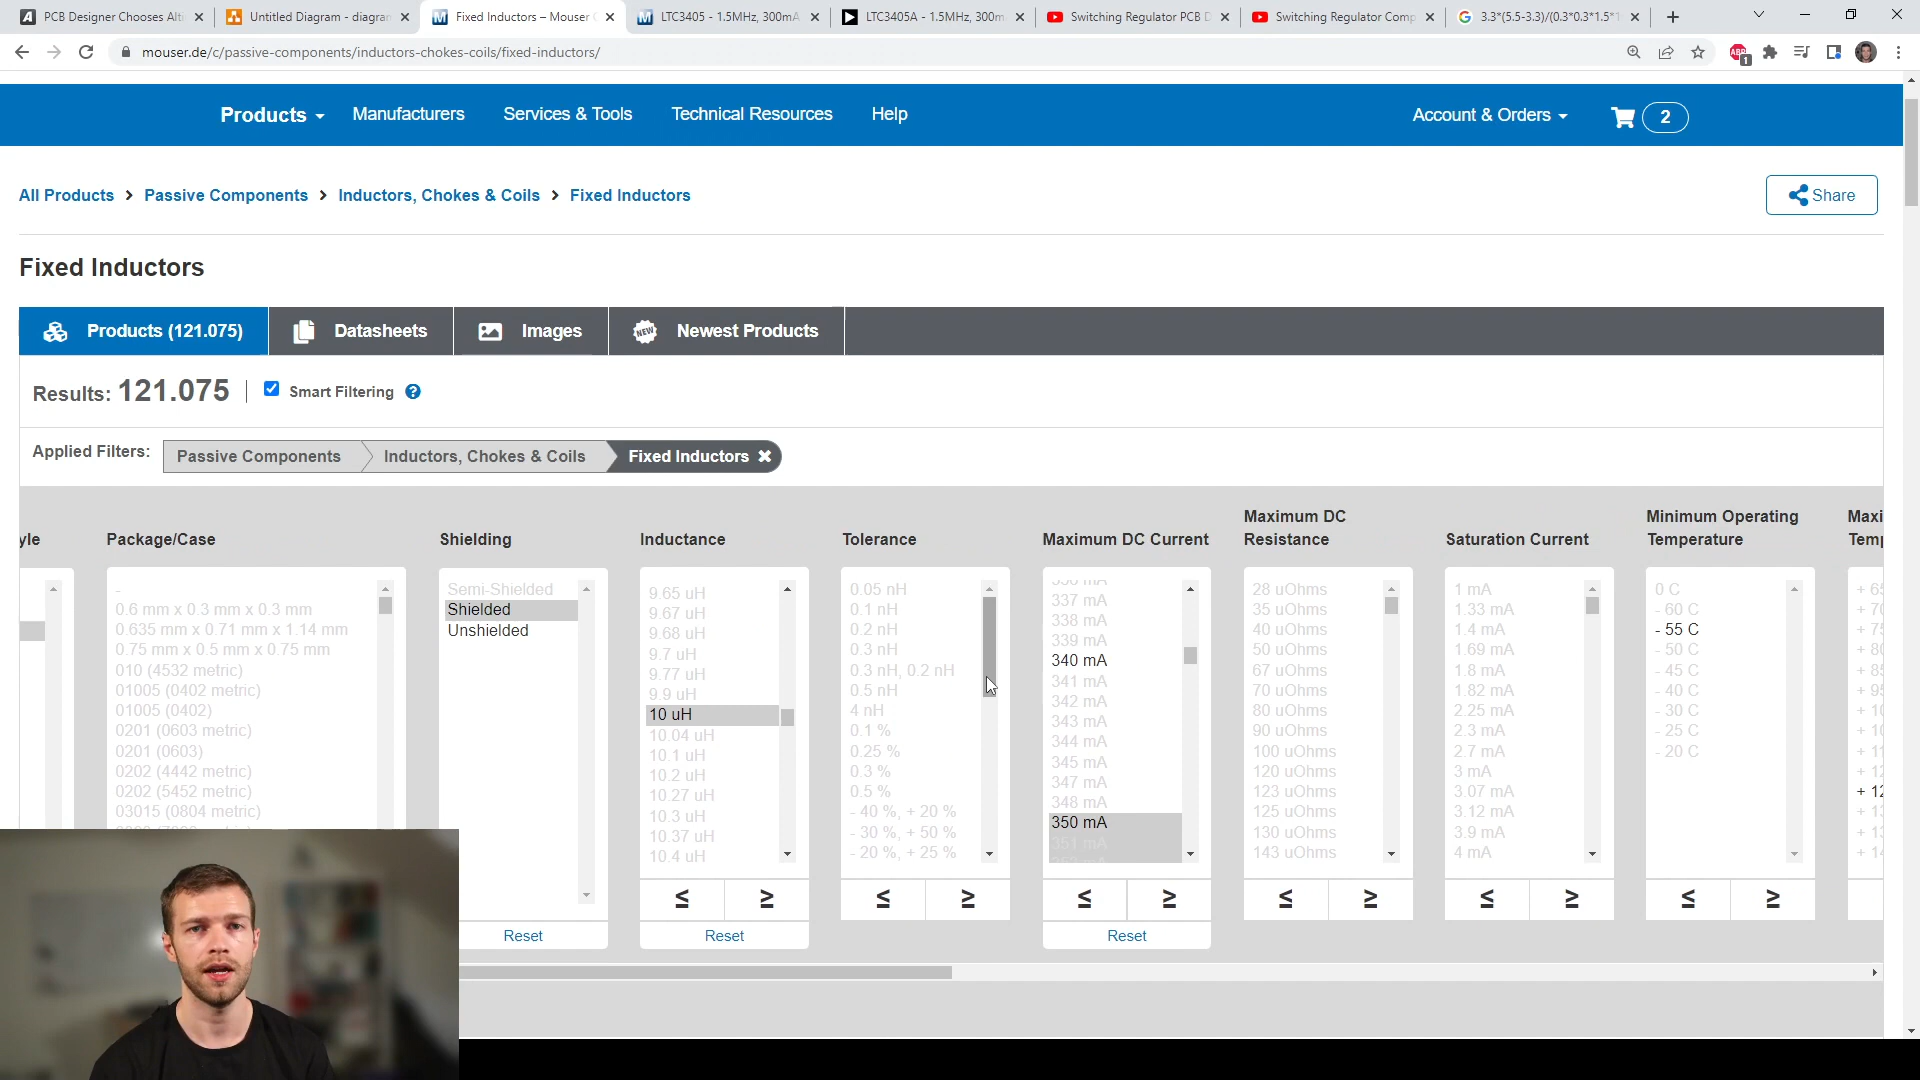 PCB Designer Chooses Alt
Untitled Diagram - diagra
Fixed Inductors – Mouser
LTC3405 - 1.5MHz, 300mA
LTC3405A - 1.5MHz, 300m
Switching Regulator PCB D
Switching Regulator Comp
3.3*(5.5-3.3)/(0.3*0.3*1.5*
mouser.de/c/passive-components/inductors-chokes-coils/fixed-inductors/
Products
Manufacturers
Services & Tools
Technical Resources
Help
Account & Orders
2
All Products > Passive Components > Inductors, Chokes & Coils > Fixed Inductors
Share
Fixed Inductors
Products (121.075)
Datasheets
Images
NEW Newest Products
Results: 121.075
Smart Filtering
Applied Filters:
Passive Components
Inductors, Chokes & Coils
Fixed Inductors
yle
Package/Case
-
0.6 mm x 0.3 mm x 0.3 mm
0.635 mm x 0.71 mm x 1.14 mm
0.75 mm x 0.5 mm x 0.75 mm
010 (4532 metric)
01005 (0402 metric)
01005 (0402)
0201 (0603 metric)
0201 (0603)
0202 (4442 metric)
0202 (5452 metric)
03015 (0804 metric)
Shielding
Semi-Shielded
Shielded
Unshielded
Reset
Inductance
9.65 uH
9.67 uH
9.68 uH
9.7 uH
9.77 uH
9.9 uH
10 uH
10.04 uH
10.1 uH
10.2 uH
10.27 uH
10.3 uH
10.37 uH
10.4 uH
≤ ≥
Reset
Tolerance
0.05 nH
0.1 nH
0.2 nH
0.3 nH
0.3 nH, 0.2 nH
0.5 nH
4 nH
0.1 %
0.25 %
0.3 %
0.5 %
- 40 %, + 20 %
- 30 %, + 50 %
- 20 %, + 25 %
≤ ≥
Maximum DC Current
337 mA
338 mA
339 mA
340 mA
341 mA
342 mA
343 mA
344 mA
345 mA
347 mA
348 mA
350 mA
351 mA
≤ ≥
Reset
Maximum DC
Resistance
28 uOhms
35 uOhms
40 uOhms
50 uOhms
67 uOhms
70 uOhms
80 uOhms
90 uOhms
100 uOhms
120 uOhms
123 uOhms
125 uOhms
130 uOhms
143 uOhms
≤ ≥
Saturation Current
1 mA
1.33 mA
1.4 mA
1.69 mA
1.8 mA
1.82 mA
2.25 mA
2.3 mA
2.7 mA
3 mA
3.07 mA
3.12 mA
3.9 mA
4 mA
≤ ≥
Minimum Operating
Temperature
0 C
- 60 C
- 55 C
- 50 C
- 45 C
- 40 C
- 30 C
- 25 C
- 20 C
≤ ≥
Maxi
Temp